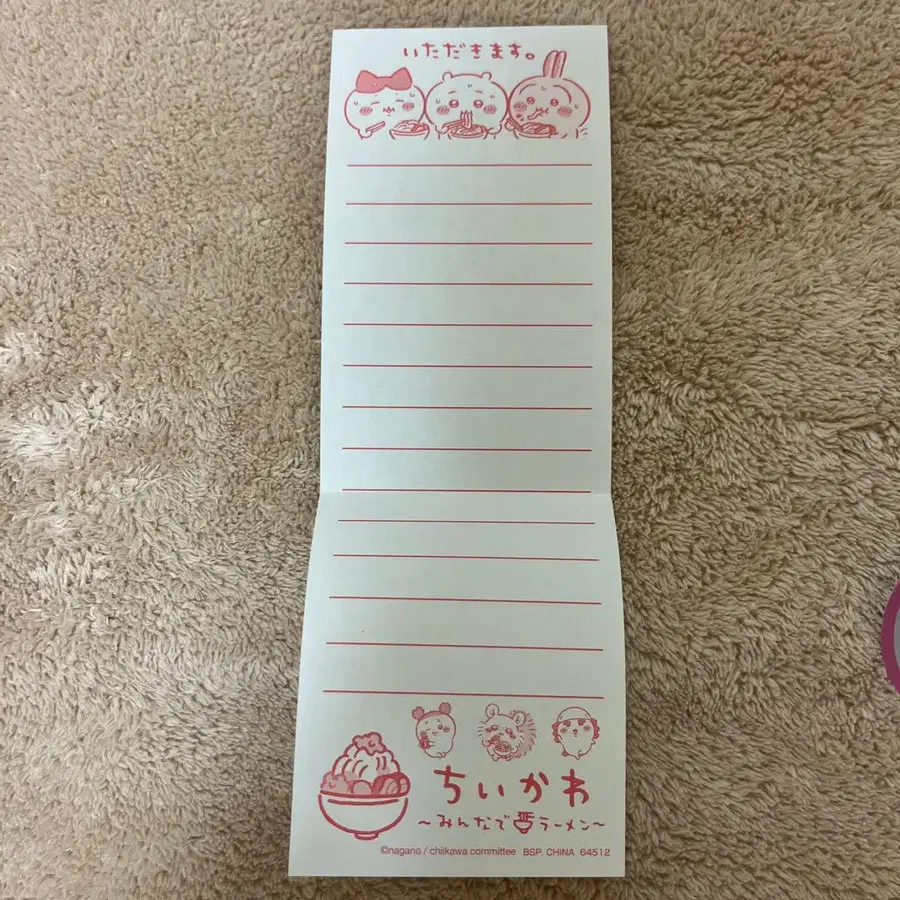 いただきます。
ちいかわ
～みんなでラーメン～
©nagano / chiikawa committee BSP. CHINA 64512